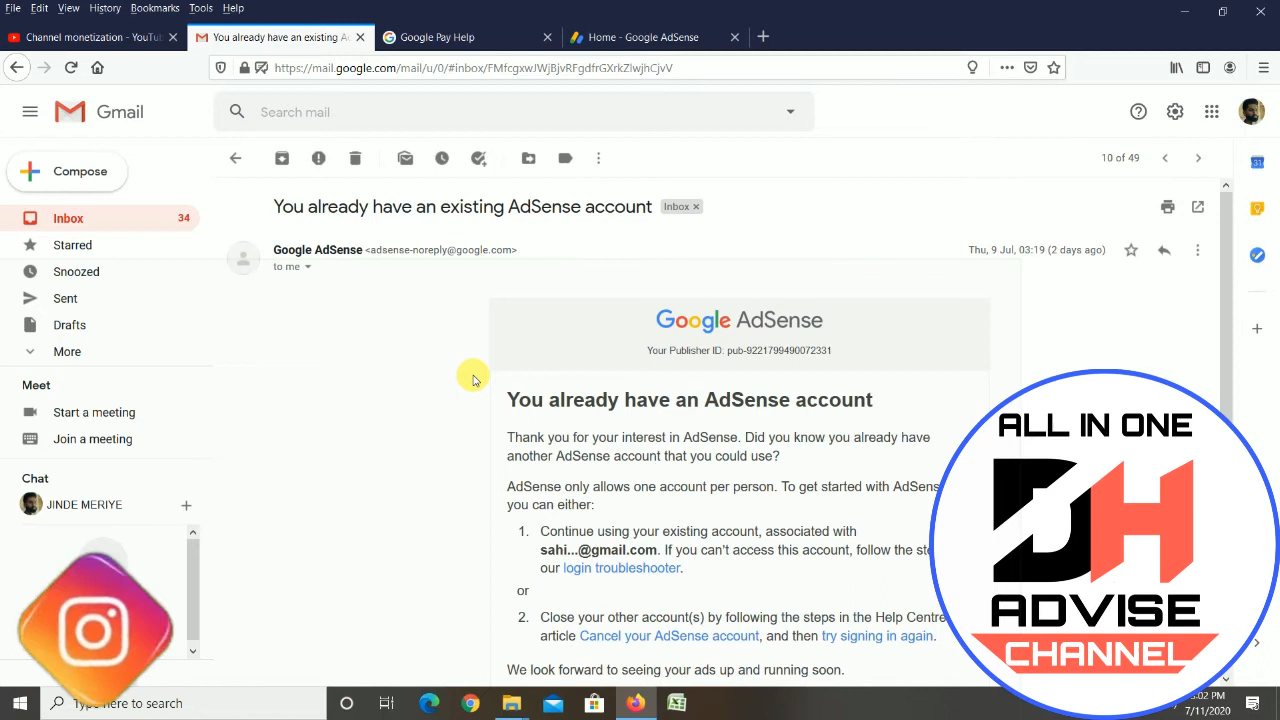 File Edit View History Bookmarks Tools Help
Channel monetization - YouTu
You already have an existing Ad
Google Pay Help
Home - Google AdSense
https://mail.google.com/mail/u/0/#inbox/FMfcgxwJWjBjvRFgdfrGXrkZlwjhCjvV
Gmail
Search mail
Compose
10 of 49
Inbox 34
Starred
Snoozed
Sent
Drafts
More
Meet
Start a meeting
Join a meeting
Chat
JINDE MERIYE
You already have an existing AdSense account
Inbox
Google AdSense <adsense-noreply@google.com>
Thu, 9 Jul, 03:19 (2 days ago)
to me
Google AdSense
Your Publisher ID: pub-9221799490072331
You already have an AdSense account
Thank you for your interest in AdSense. Did you know you already have
another AdSense account that you could use?
AdSense only allows one account per person. To get started with AdSens
you can either:
1. Continue using your existing account, associated with
sahi...@gmail.com. If you can't access this account, follow the ste
our login troubleshooter.
or
2. Close your other account(s) by following the steps in the Help Centre
article Cancel your AdSense account, and then try signing in again.
We look forward to seeing your ads up and running soon.
ALL IN ONE
DH
ADVISE
CHANNEL
31
Type here to search
7/11/2020